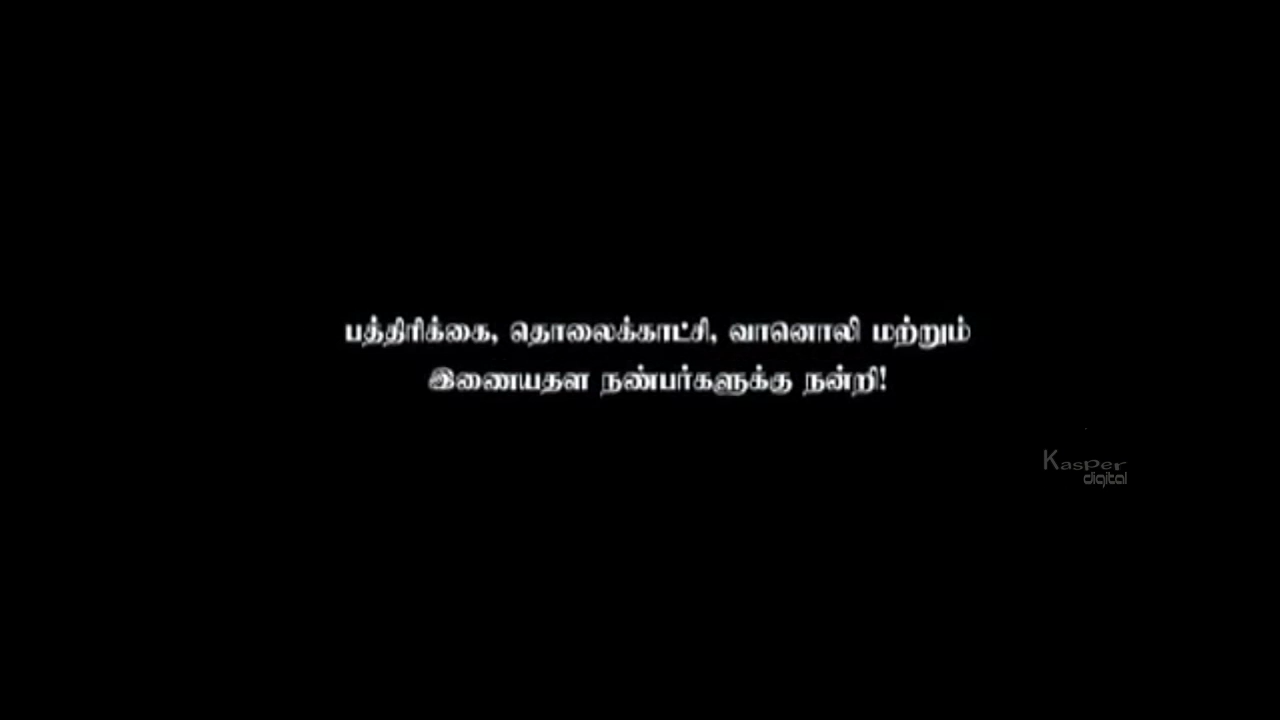 பத்திரிக்கை, தொலைக்காட்சி, வானொலி மற்றும்
இணையதள நண்பர்களுக்கு நன்றி!
Kasper
digital